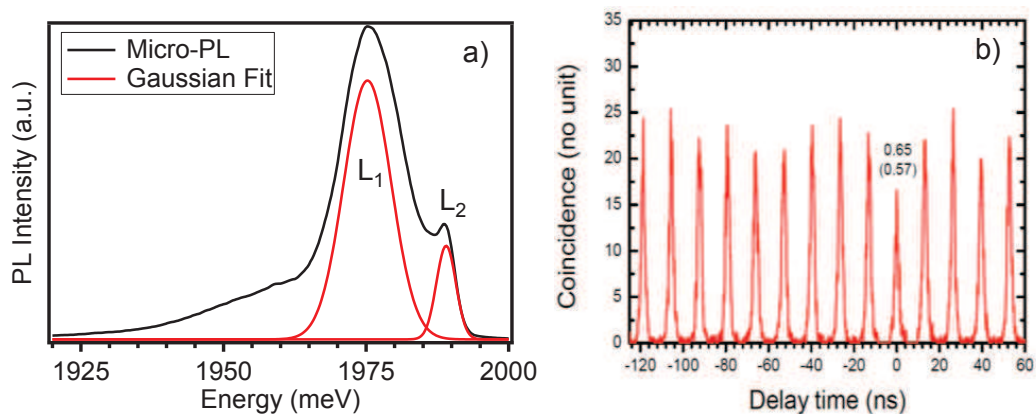 Micro-PL
Gaussian Fit
a)
L1
L2
PL Intensity (a.u.)
1925
1950
1975
2000
Energy (meV)
b)
35
30
25
20
15
10
5
0
Coincidence (no unit)
0.65
(0.57)
-120 -100 -80 -60 -40 -20 0 20 40 60
Delay time (ns)